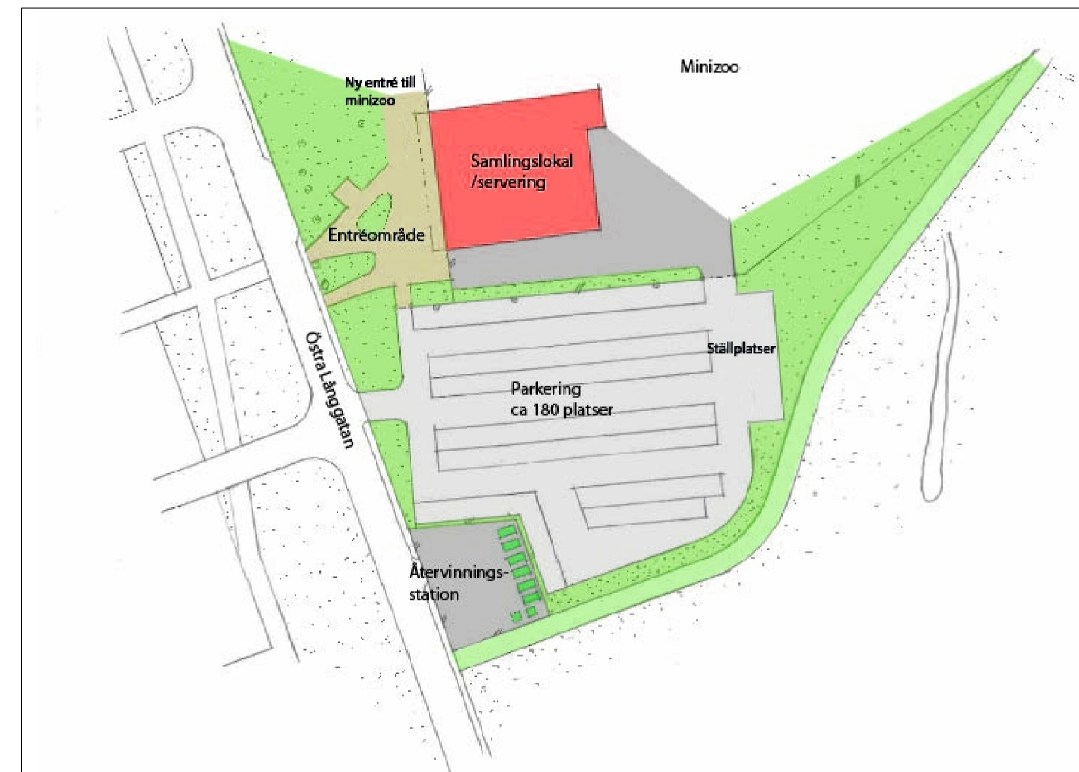 Minizoo
Ny entré till
minizoo
Samlingslokal
/servering
Entréområde
Östra Långgatan
Ställplatser
Parkering
ca 180 platser
Återvinnings-
station